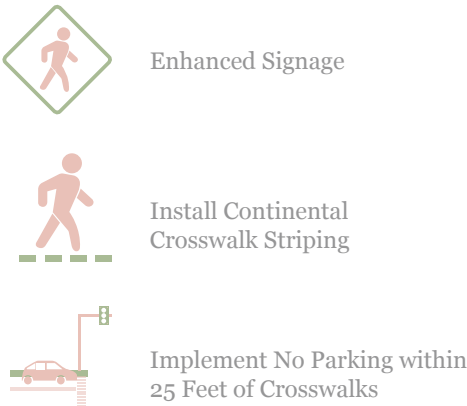 Enhanced Signage
Install Continental
Crosswalk Striping
Implement No Parking within
25 Feet of Crosswalks